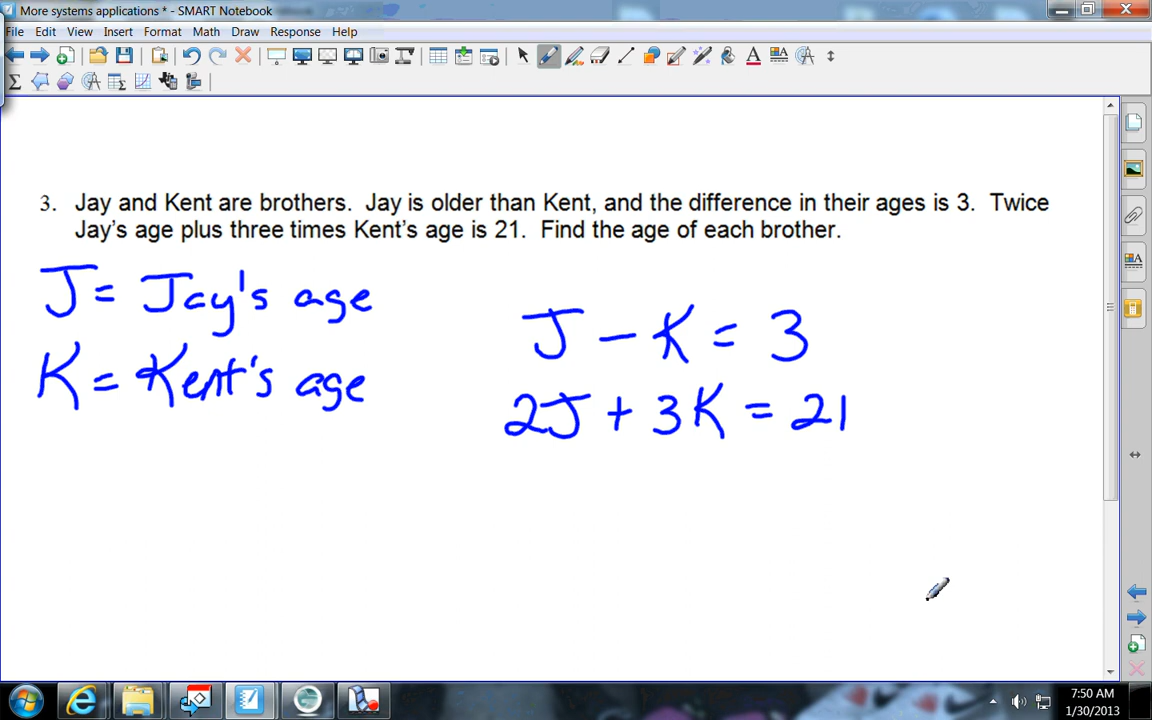 More systems applications * - SMART Notebook
File Edit View Insert Format Math Draw Response Help
3. Jay and Kent are brothers. Jay is older than Kent, and the difference in their ages is 3. Twice
Jay's age plus three times Kent's age is 21. Find the age of each brother.
J = Jay's age
K = Kent's age
J - K = 3
2J + 3K = 21
7:50 AM
1/30/2013